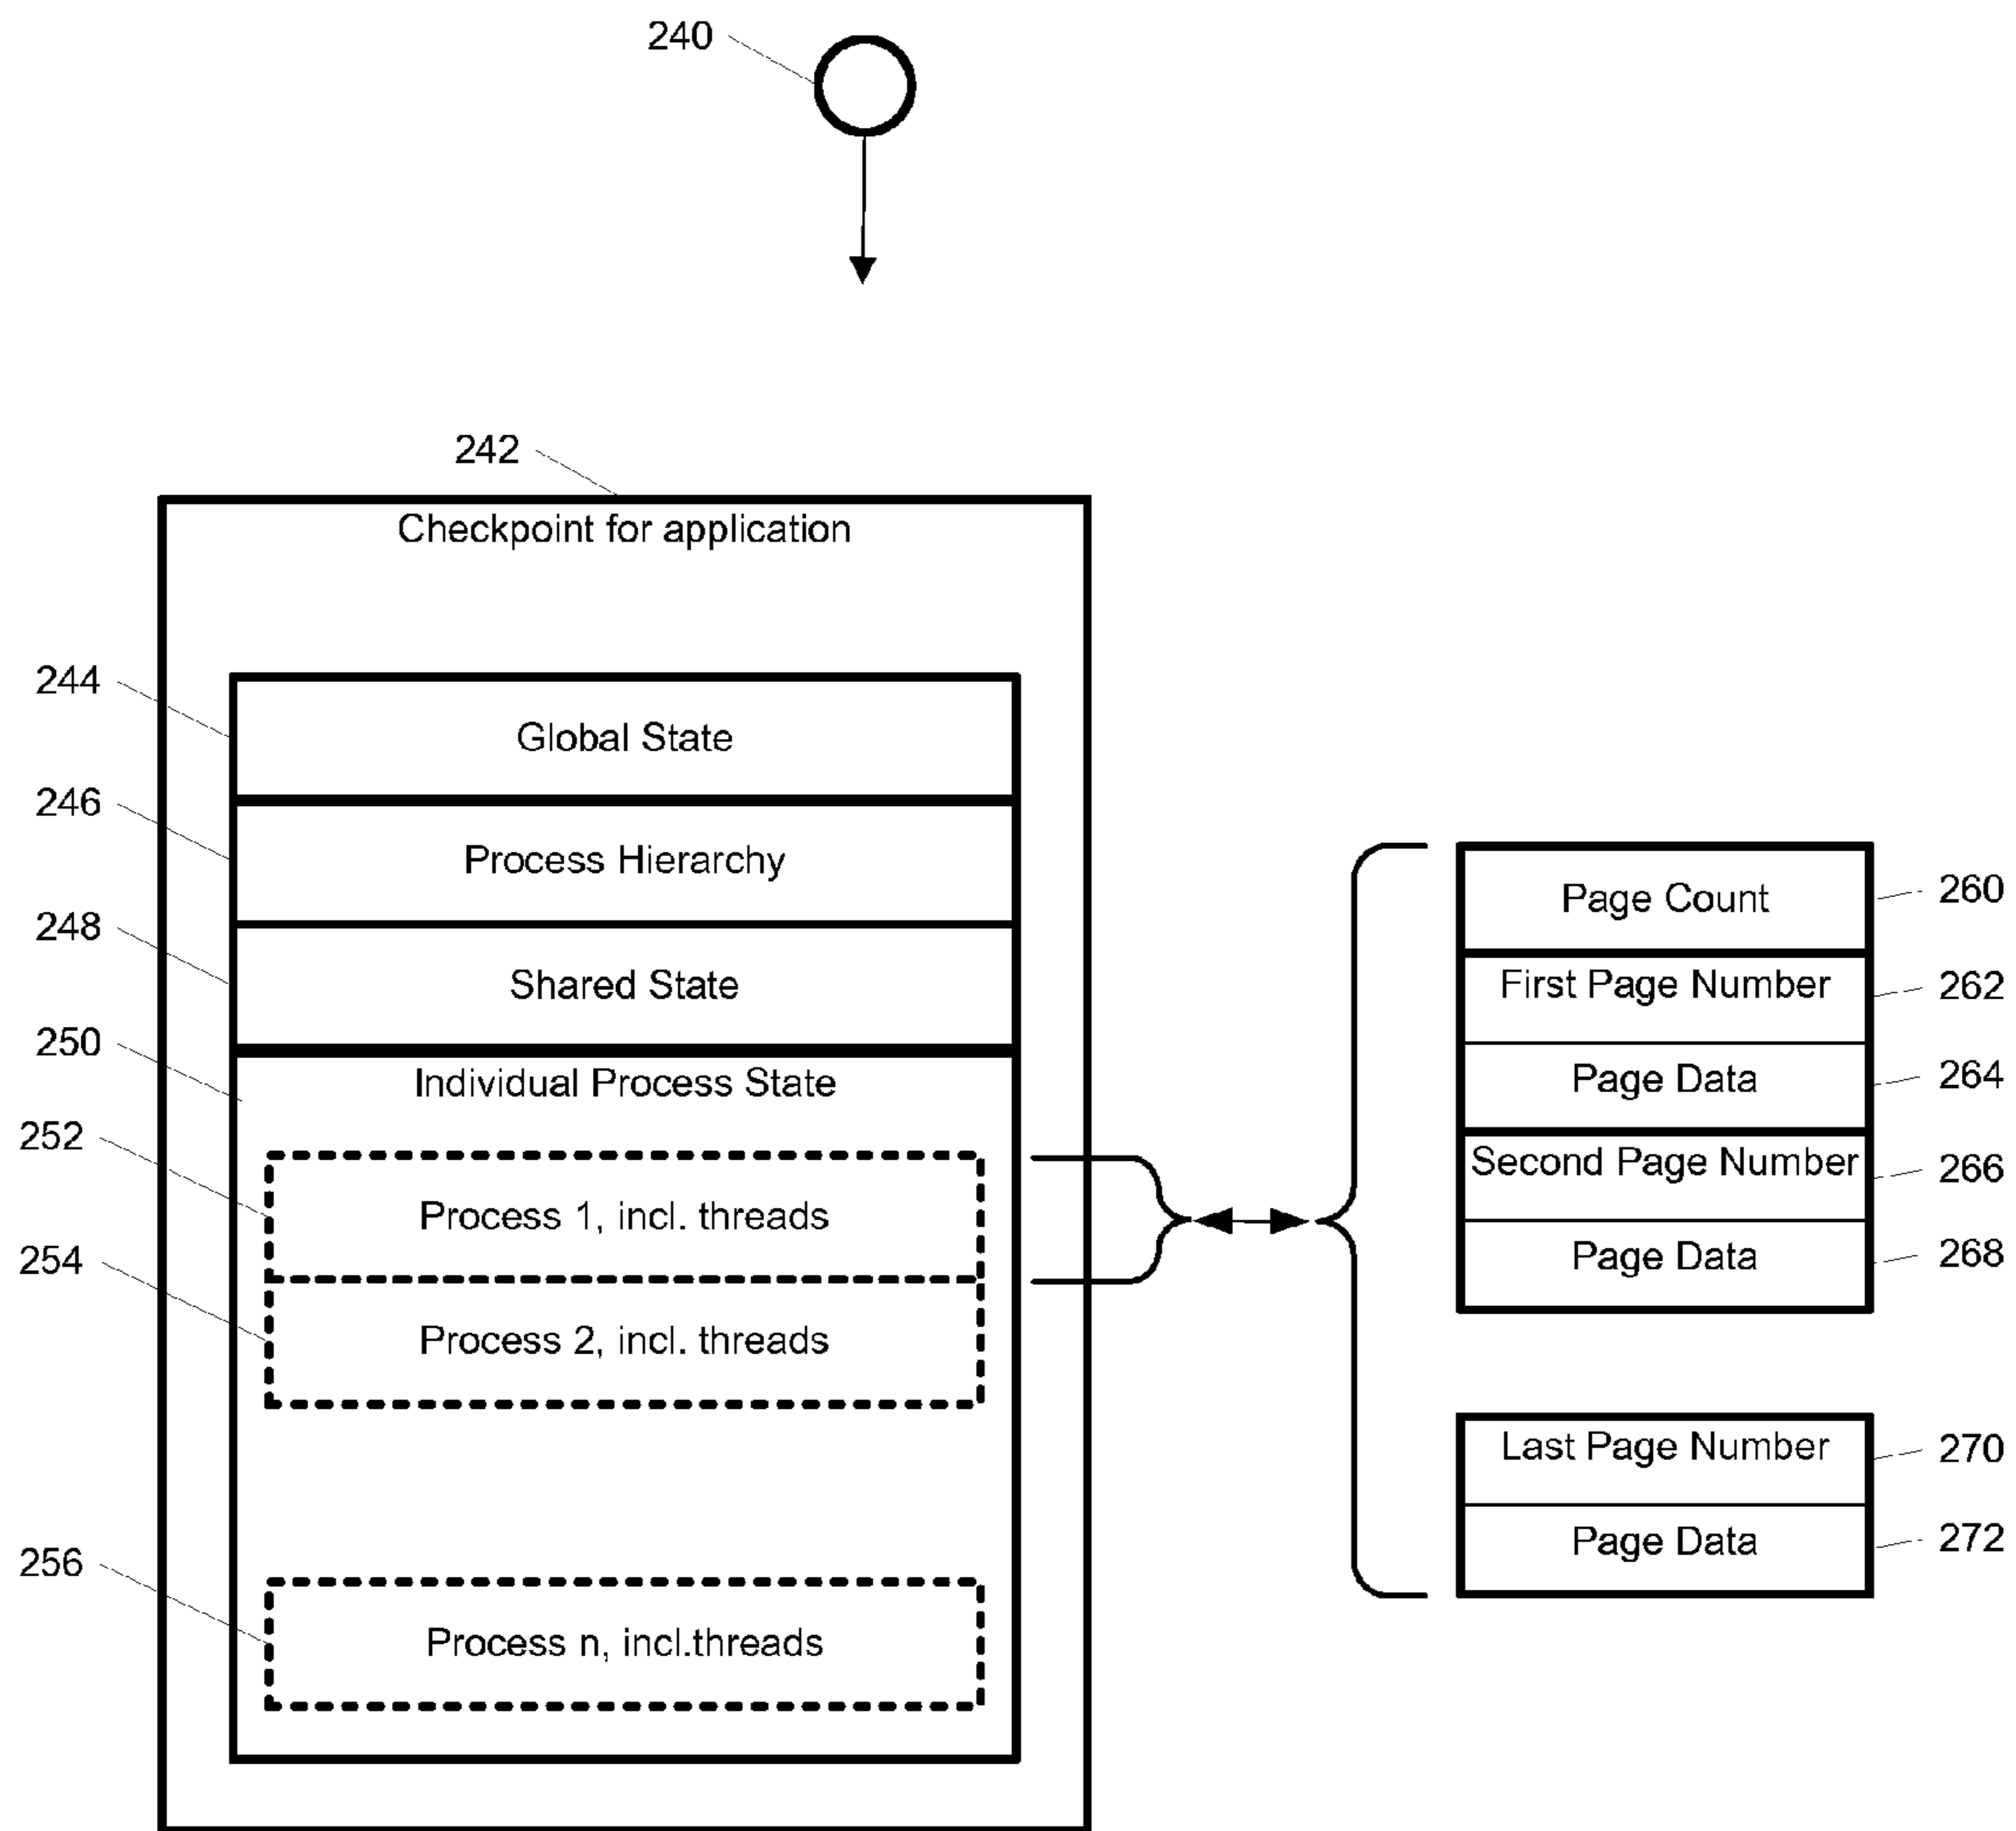 240
242
Checkpoint for application
244
Global State
246
Process Hierarchy
248
Shared State
250
Individual Process State
252
Process 1, incl. threads
254
Process 2, incl. threads
256
Process n, incl.threads
Page Count
260
First Page Number
262
Page Data
264
Second Page Number
266
Page Data
268
Last Page Number
270
Page Data
272